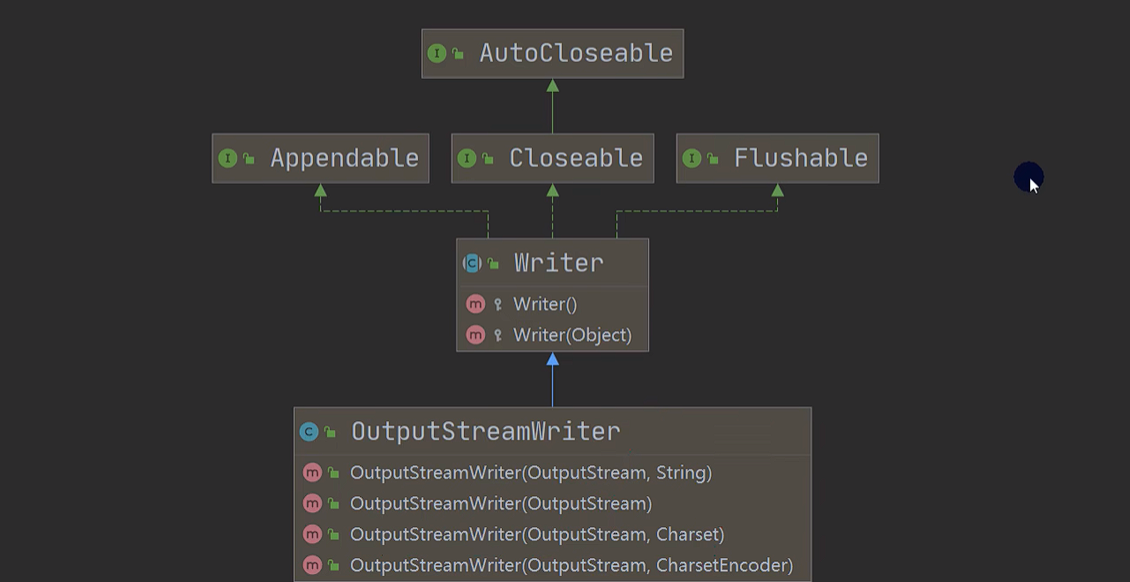 AutoCloseable
Appendable
Closeable
Flushable
Writer
Writer()
Writer(Object)
OutputStreamWriter
OutputStreamWriter(OutputStream, String)
OutputStreamWriter(OutputStream)
OutputStreamWriter(OutputStream, Charset)
OutputStreamWriter(OutputStream, CharsetEncoder)